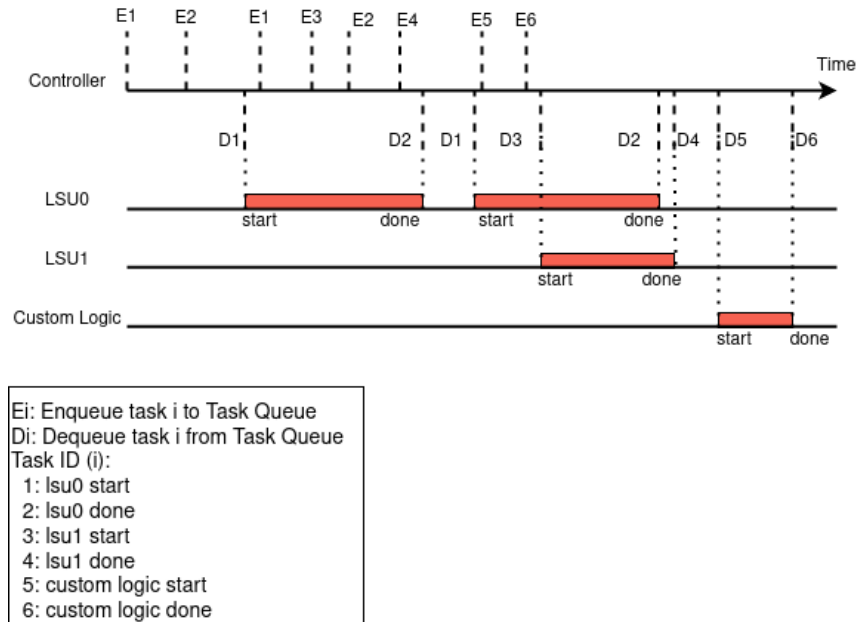 E1 E2 E1 E3 E2 E4 E5 E6
Time
Controller
D1 D2 D1 D3 D2 D4 D5 D6
LSU0
start done start done
LSU1
start done
Custom Logic
start done
Ei: Enqueue task i to Task Queue
Di: Dequeue task i from Task Queue
Task ID (i):
1: lsu0 start
2: lsu0 done
3: lsu1 start
4: lsu1 done
5: custom logic start
6: custom logic done